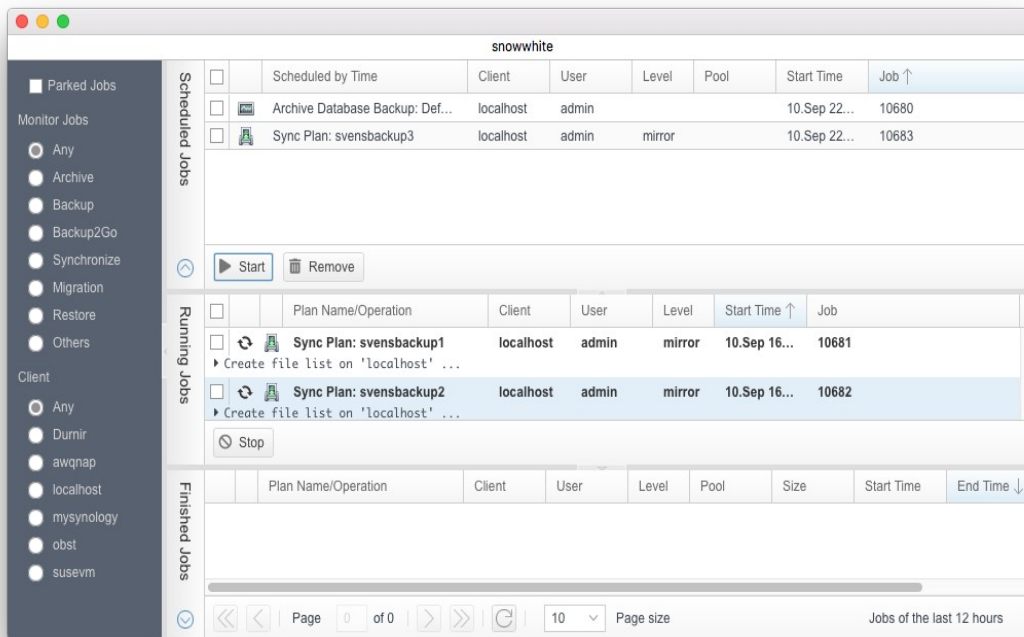 snowwhite
Parked Jobs
Monitor Jobs
Any
Archive
Backup
Backup2Go
Synchronize
Migration
Restore
Others
Client
Any
Durnir
awqnap
localhost
mysynology
obst
susevm
Scheduled Jobs
Scheduled by Time Client User Level Pool Start Time Job ↑
Archive Database Backup: Def... localhost admin 10.Sep 22... 10680
Sync Plan: svensbackup3 localhost admin mirror 10.Sep 22... 10683
Start Remove
Running Jobs
Plan Name/Operation Client User Level Start Time ↑ Job
Sync Plan: svensbackup1 localhost admin mirror 10.Sep 16... 10681
Create file list on 'localhost' ...
Sync Plan: svensbackup2 localhost admin mirror 10.Sep 16... 10682
Create file list on 'localhost' ...
Stop
Finished Jobs
Plan Name/Operation Client User Level Pool Size Start Time End Time ↓
Page 0 of 0 10 Page size Jobs of the last 12 hours